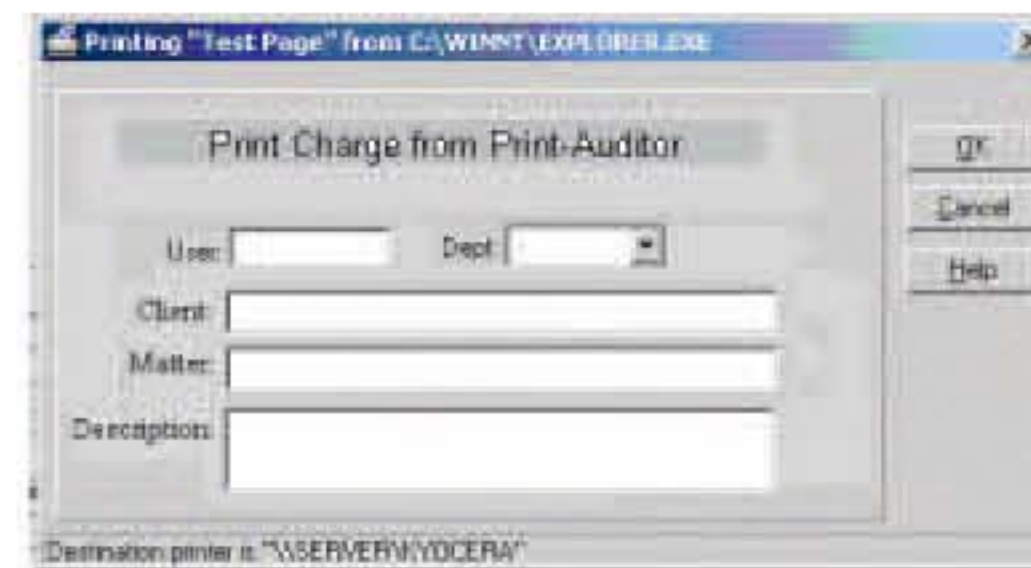 Printing "Test Page" from C:\WINNT\EXPLORER.EXE
Print Charge from Print-Auditor
OK
Cancel
Help
User:
Dept:
Client:
Matter:
Description:
Destination printer is "\\SERVER\KYOCERA"